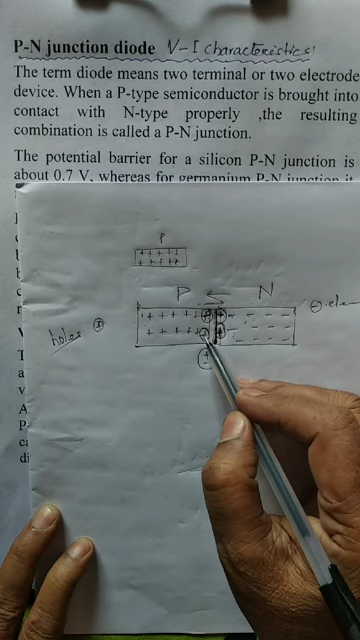 P-N junction diode V-I characteristics:
The term diode means two terminal or two electrode
device. When a P-type semiconductor is brought into
contact with N-type properly ,the resulting
combination is called a P-N junction.
The potential barrier for a silicon P-N junction is
about 0.7 V, whereas for germanium P-N junction it
P
P N
holes